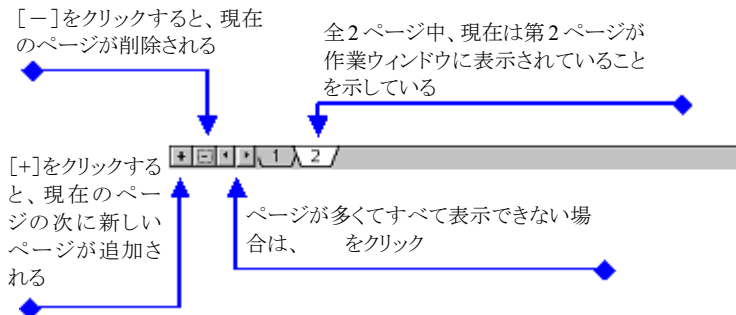 ［－］をクリックすると、現在
のページが削除される
全2ページ中、現在は第2ページが
作業ウィンドウに表示されていること
を示している
[+]をクリックする
と、現在のペー
ジの次に新しい
ページが追加さ
れる
+ - 1 2
ページが多くてすべて表示できない場
合は、　　をクリック